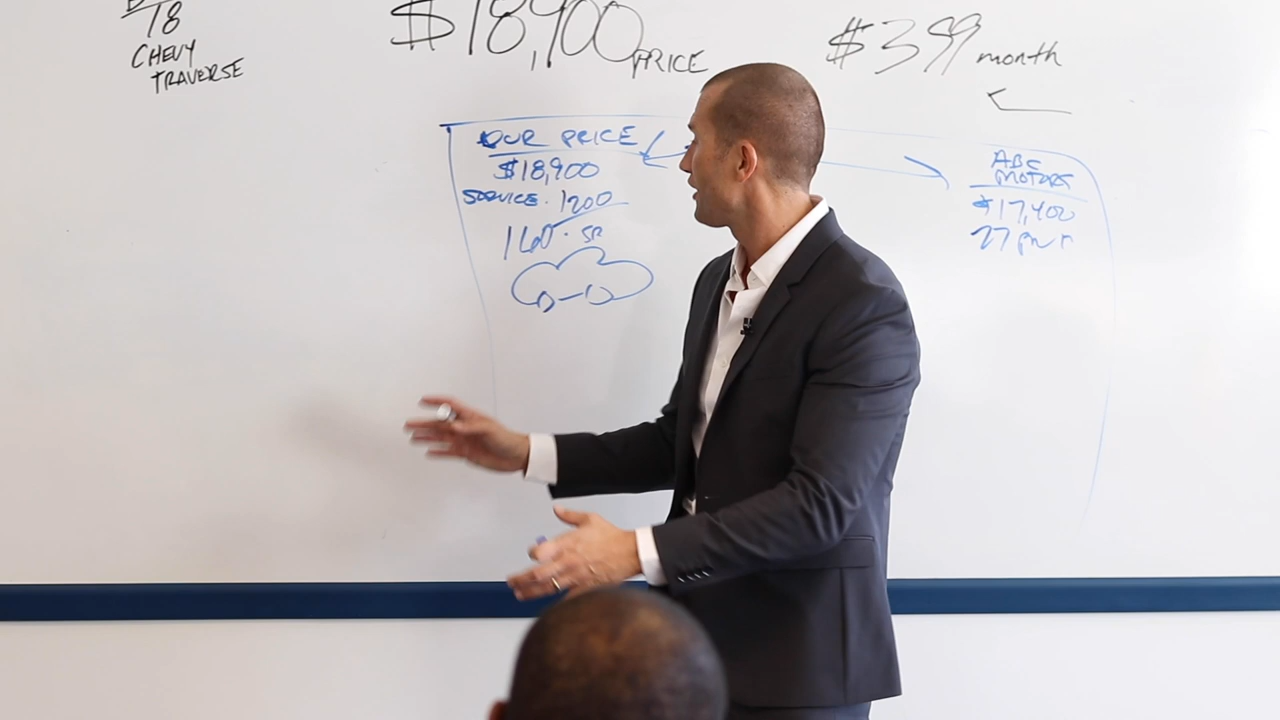 18
CHEVY
TRAVERSE
$18,900 PRICE
$399 month
OUR PRICE
$18,900
SERVICE. 1200
ABC
MOTORS
$17,400